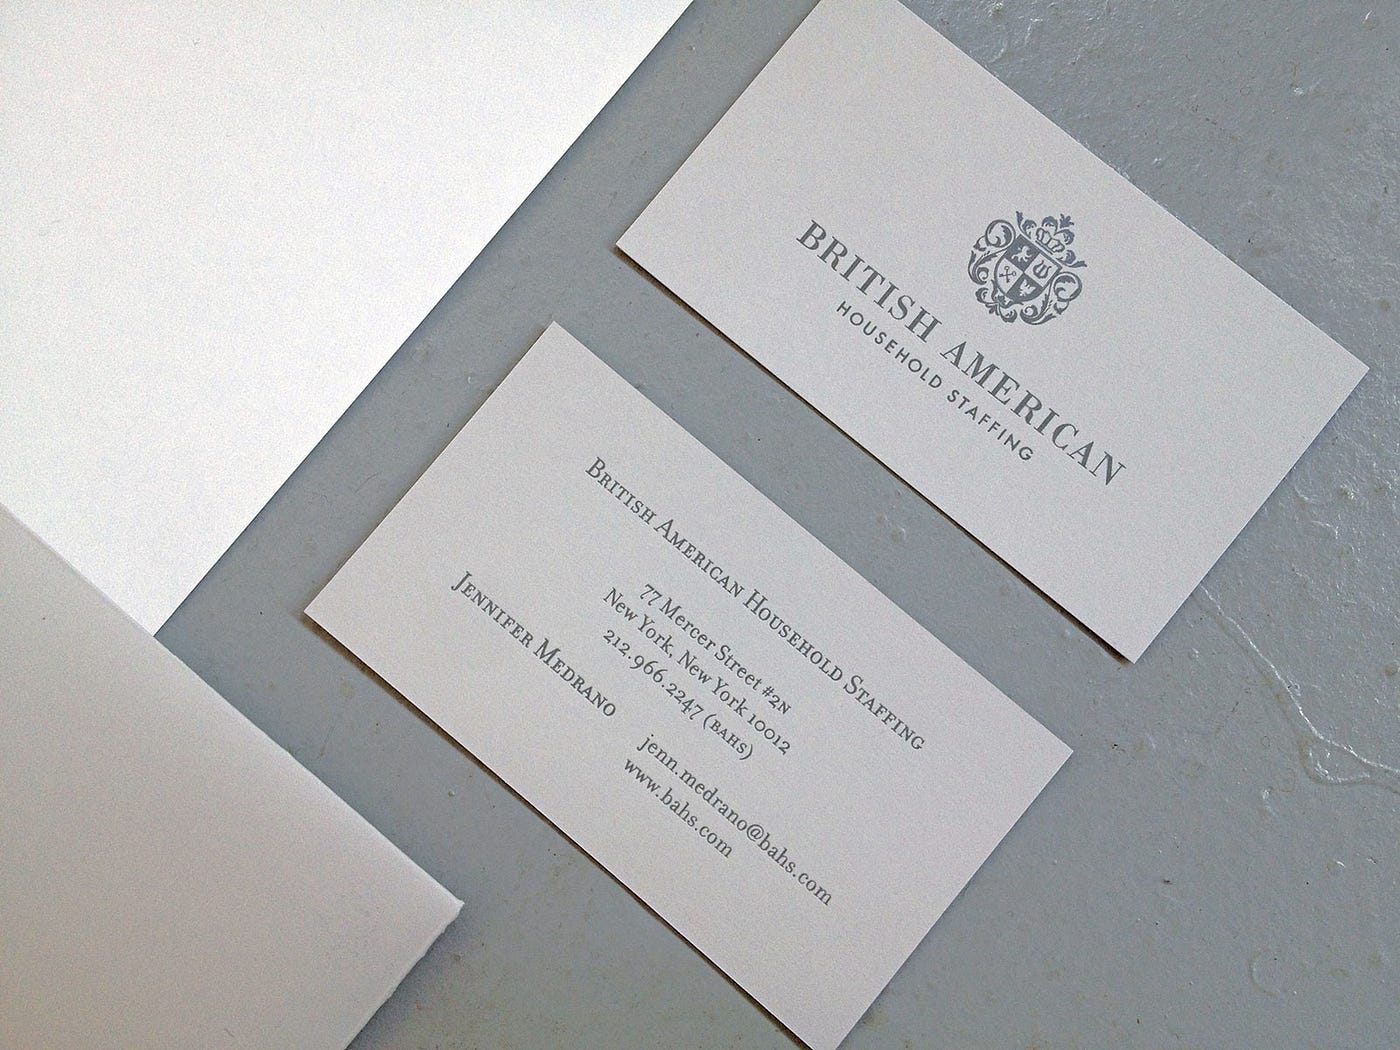 BRITISH AMERICAN
HOUSEHOLD STAFFING
British American Household Staffing
77 Mercer Street #2N
New York, New York 10012
212.966.2247 (BAHS)
Jennifer Medrano
jenn.medrano@bahs.com
www.bahs.com